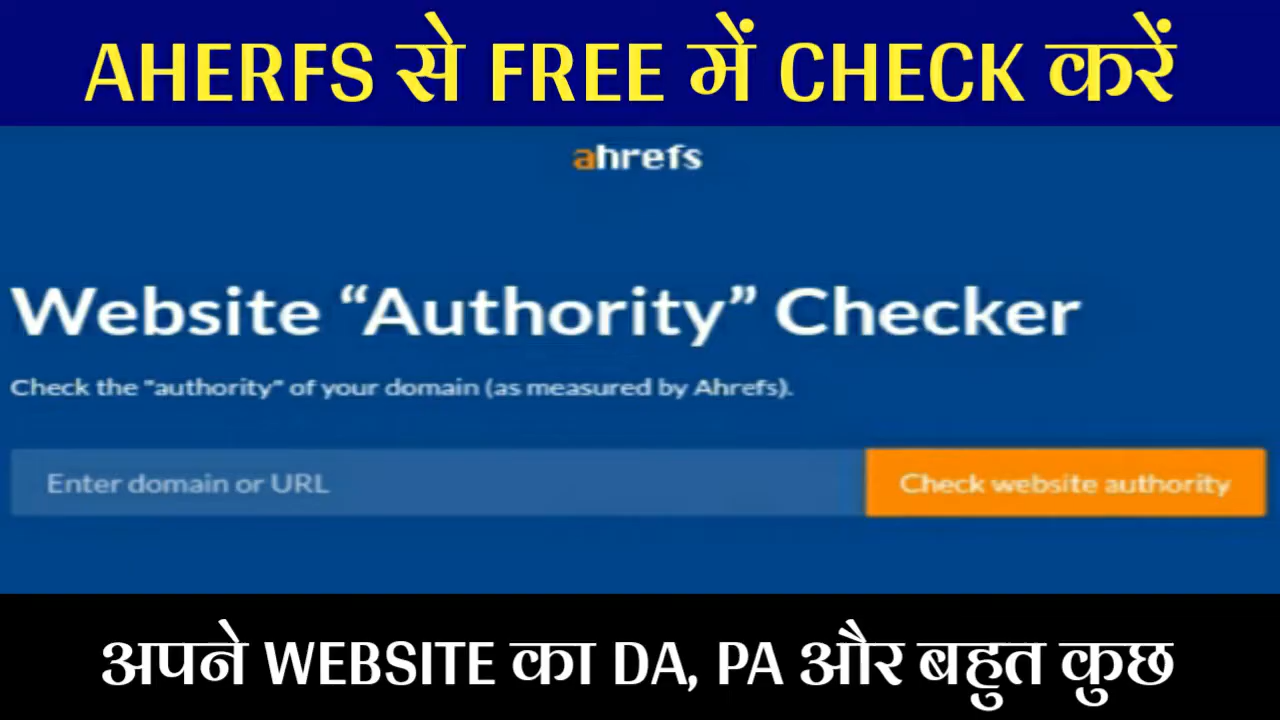 AHERFS से FREE में CHECK करें
ahrefs
Website “Authority” Checker
Check the "authority" of your domain (as measured by Ahrefs).
Enter domain or URL
Check website authority
अपने WEBSITE का DA, PA और बहुत कुछ